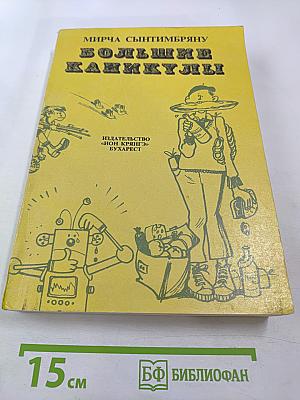 МИРЧА СЫНТИМБРЯНУ
БОЛЬШИЕ
КАНИКУЛЫ
ИЗДАТЕЛЬСТВО
«ИОН КРЯНГЭ»
БУХАРЕСТ
15 см
БФ БИБЛИОФАН